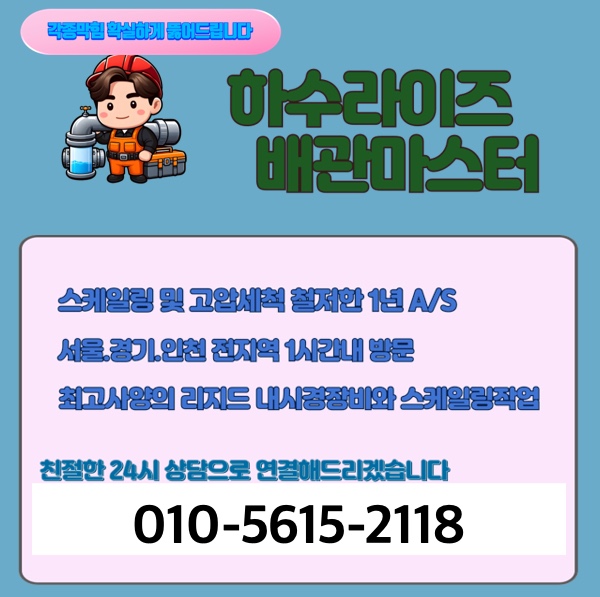 각종막힘 확실하게 뚫어드립니다
하수라이즈
배관마스터
스케일링 및 고압세척 철저한 1년 A/S
서울.경기.인천 전지역 1시간내 방문
최고사양의 리지드 내시경장비와 스케일링작업
친절한 24시 상담으로 연결해드리겠습니다
010-5615-2118